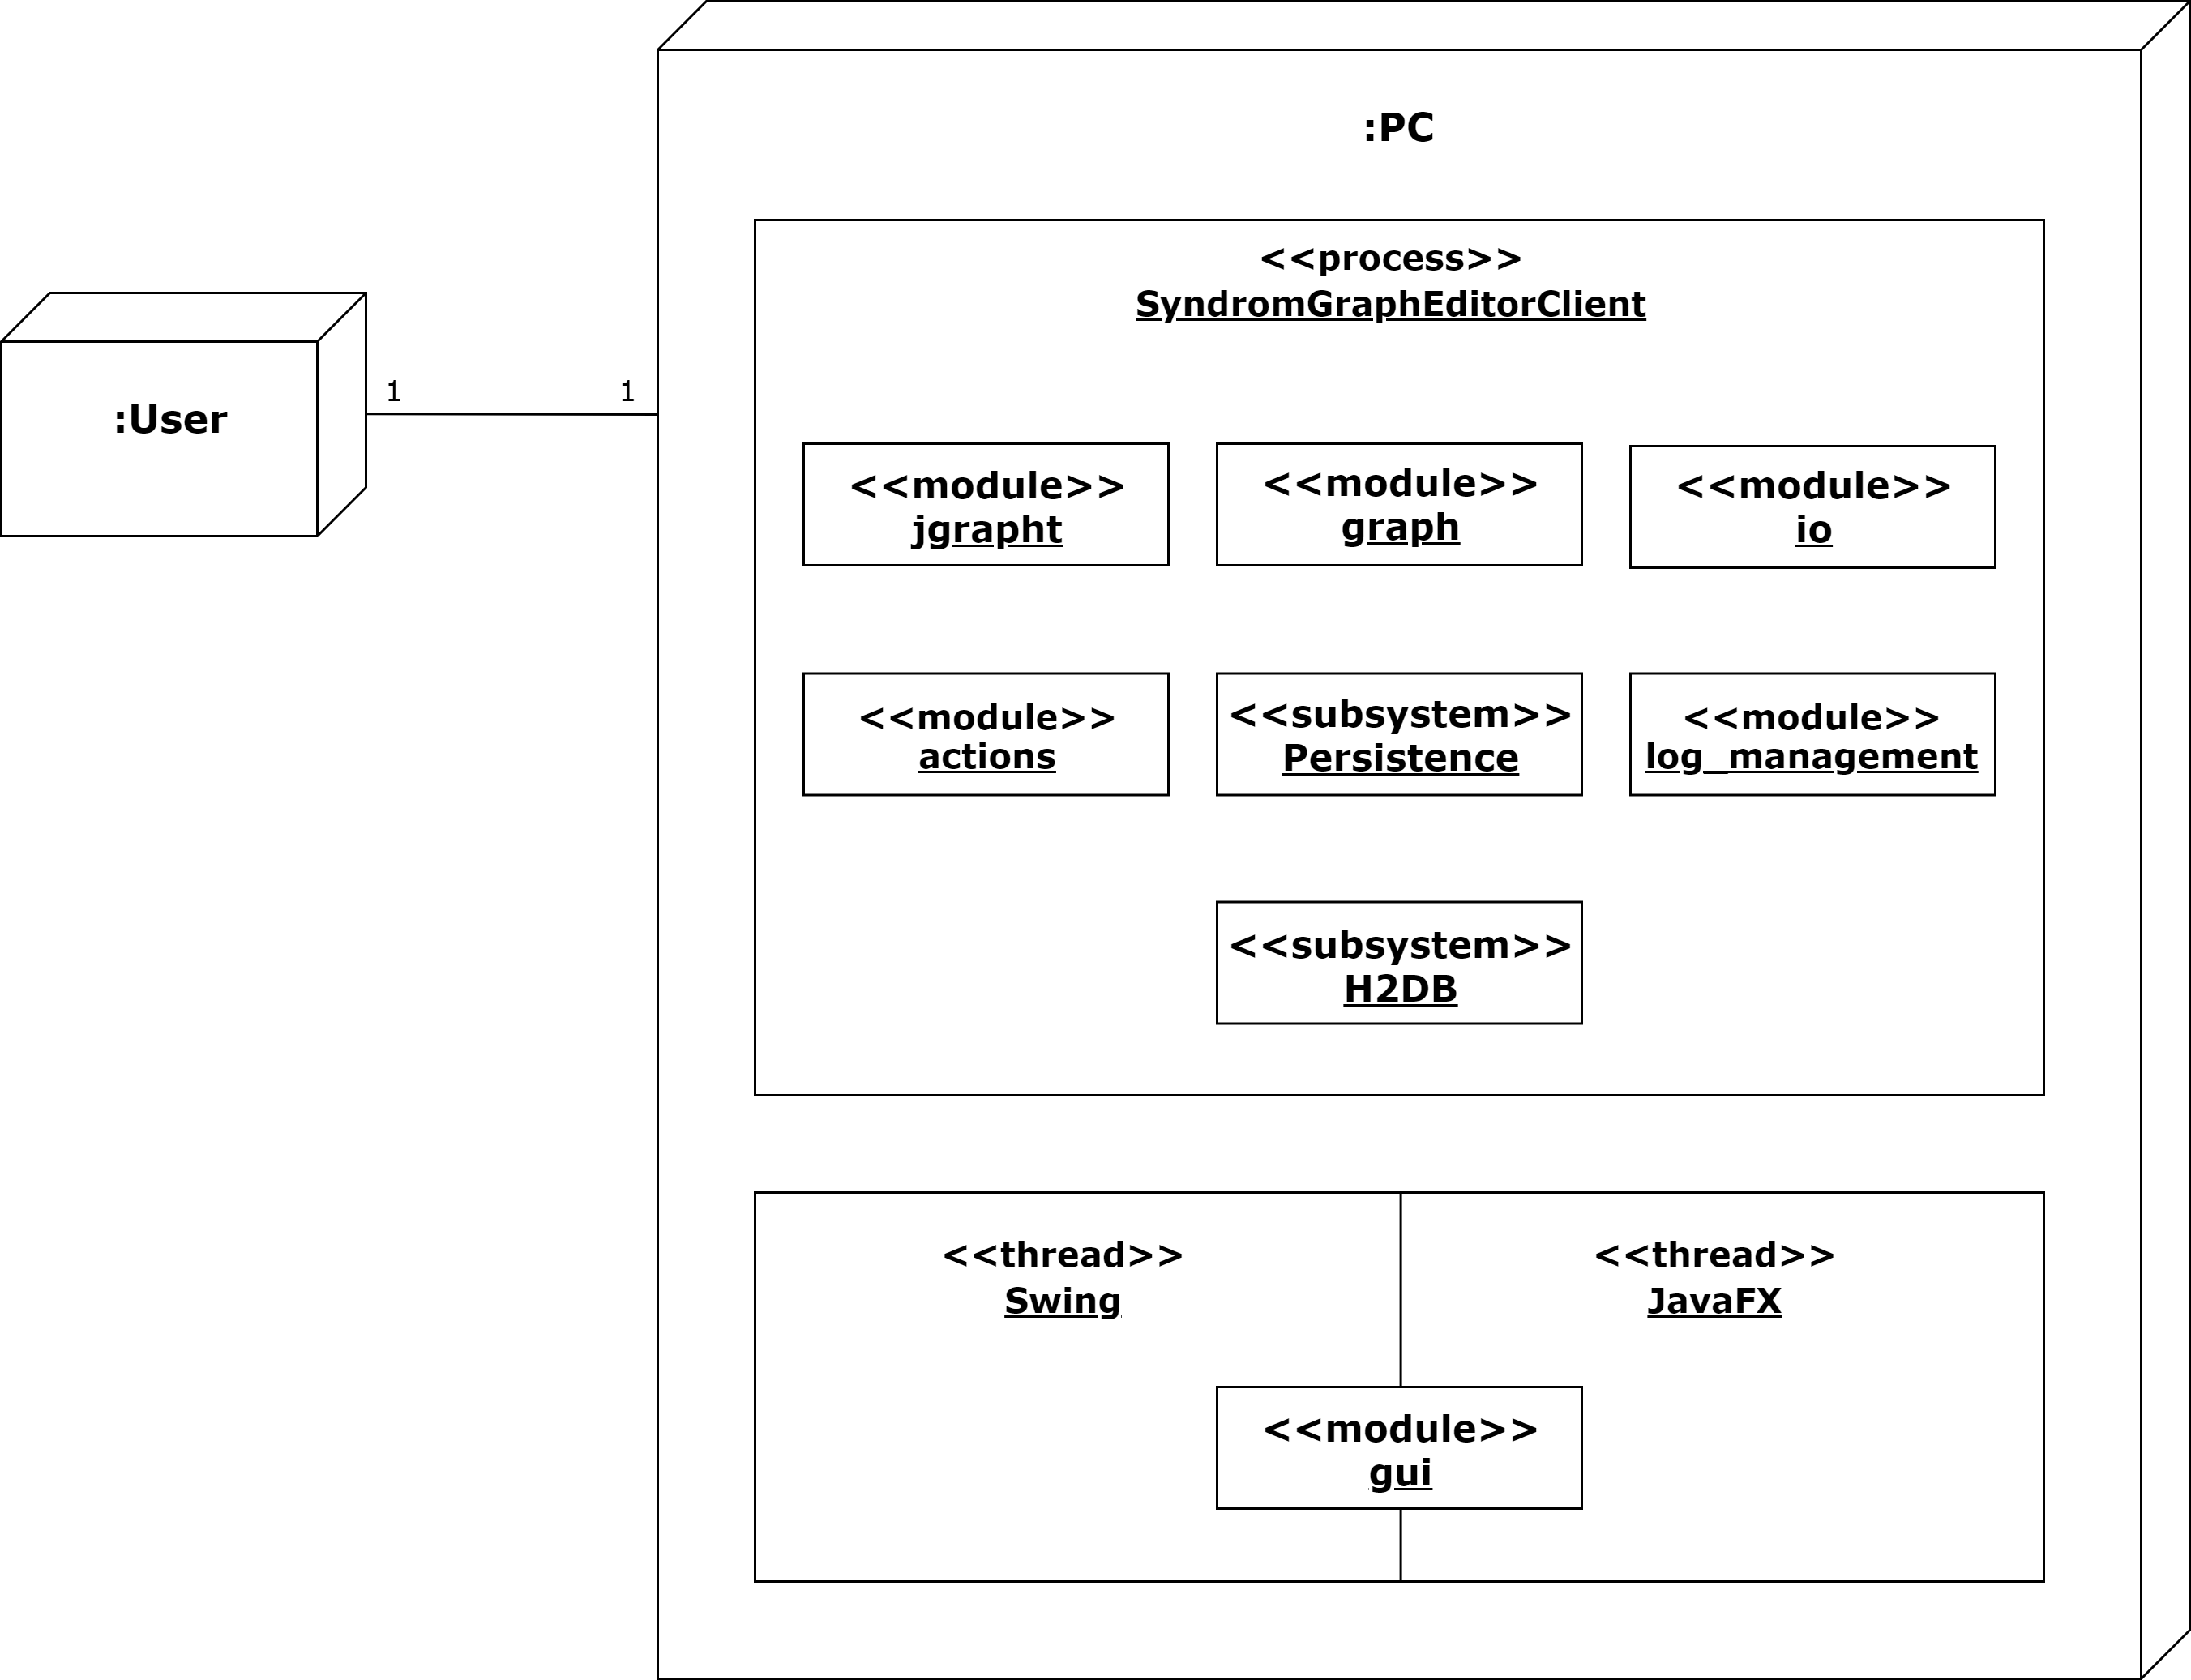 :PC
<<process>>
SyndromGraphEditorClient
:User
1
1
<<module>>
jgrapht
<<module>>
graph
<<module>>
io
<<module>>
actions
<<subsystem>>
Persistence
<<module>>
log_management
<<subsystem>>
H2DB
<<thread>>
Swing
<<thread>>
JavaFX
<<module>>
gui